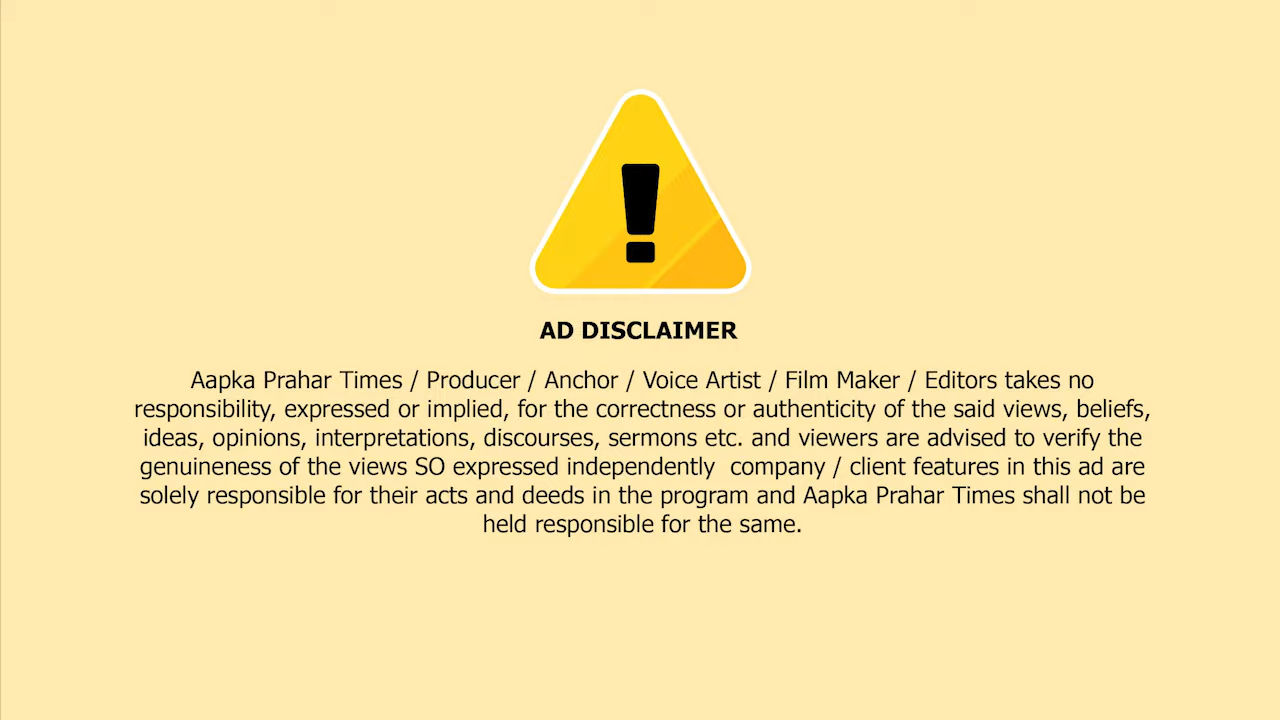 AD DISCLAIMER
Aapka Prahar Times / Producer / Anchor / Voice Artist / Film Maker / Editors takes no
responsibility, expressed or implied, for the correctness or authenticity of the said views, beliefs,
ideas, opinions, interpretations, discourses, sermons etc. and viewers are advised to verify the
genuineness of the views SO expressed independently  company / client features in this ad are
solely responsible for their acts and deeds in the program and Aapka Prahar Times shall not be
held responsible for the same.